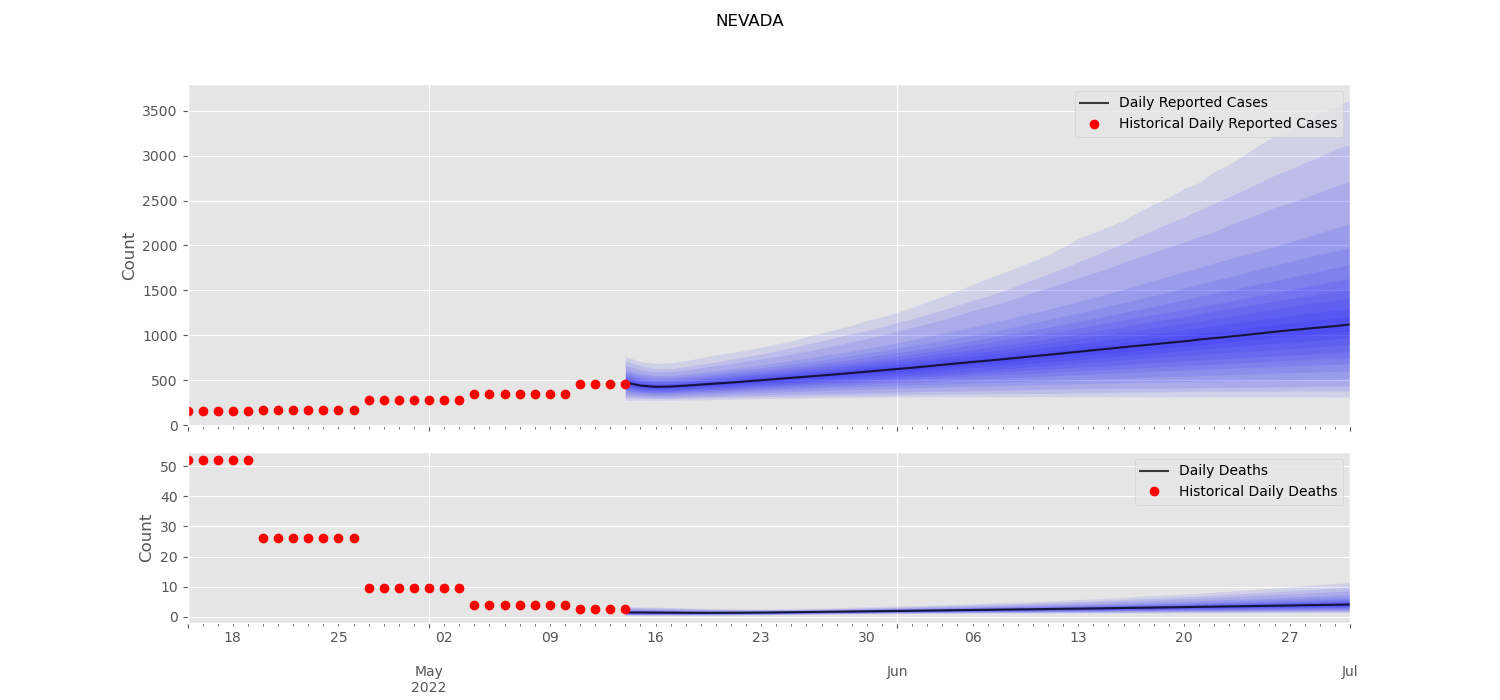 NEVADA
3500
3000
2500
2000
1500
1000
500
0
Count
Daily Reported Cases
Historical Daily Reported Cases
50
40
30
20
10
0
Count
Daily Deaths
Historical Daily Deaths
18 25 02 09 16 23 30 06 13 20 27
May Jun Jul
2022